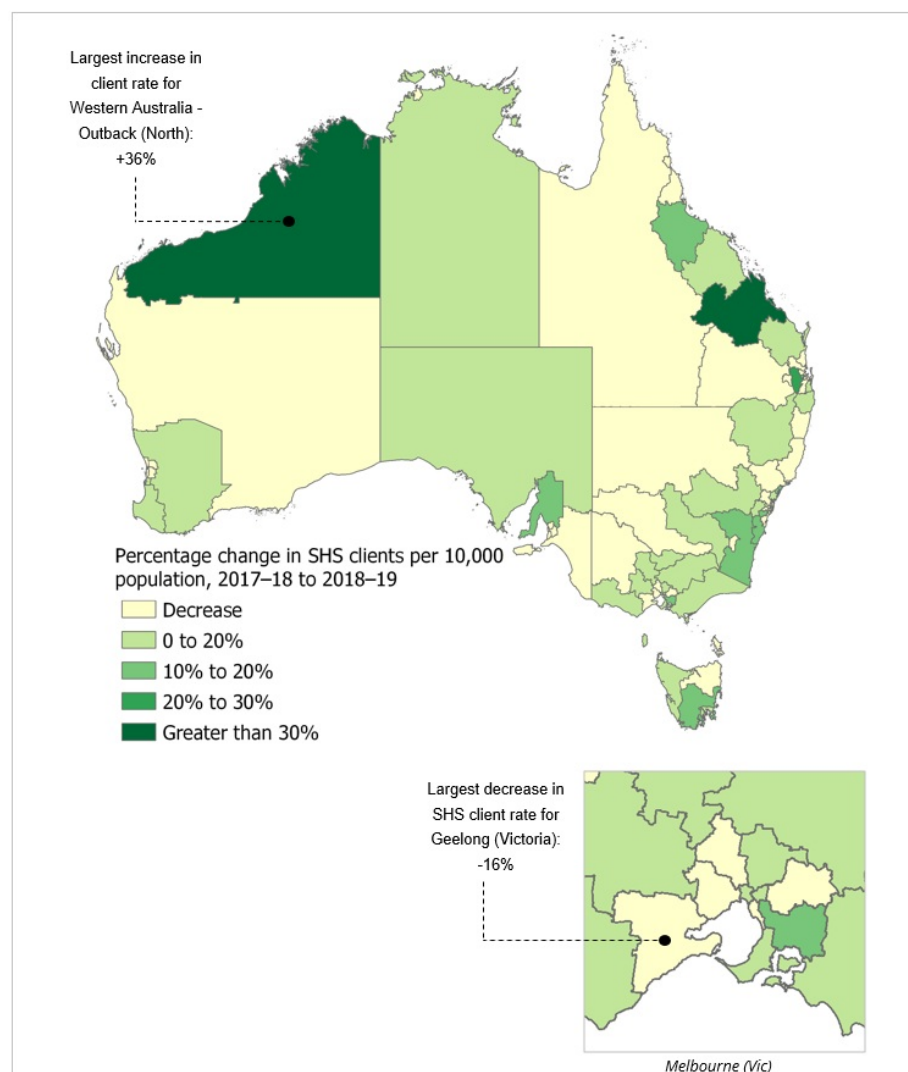 Largest increase in
client rate for
Western Australia -
Outback (North):
+36%
Percentage change in SHS clients per 10,000
population, 2017–18 to 2018–19
Decrease
0 to 20%
10% to 20%
20% to 30%
Greater than 30%
Largest decrease in
SHS client rate for
Geelong (Victoria):
-16%
Melbourne (Vic)